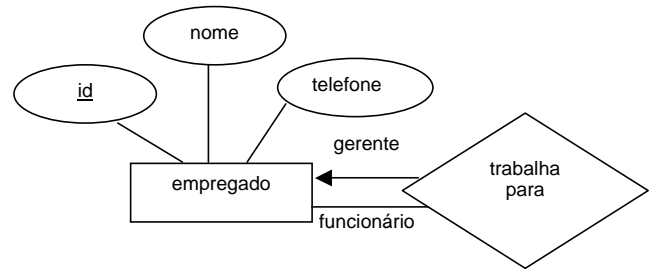 nome
id
telefone
gerente
trabalha
para
empregado
funcionário